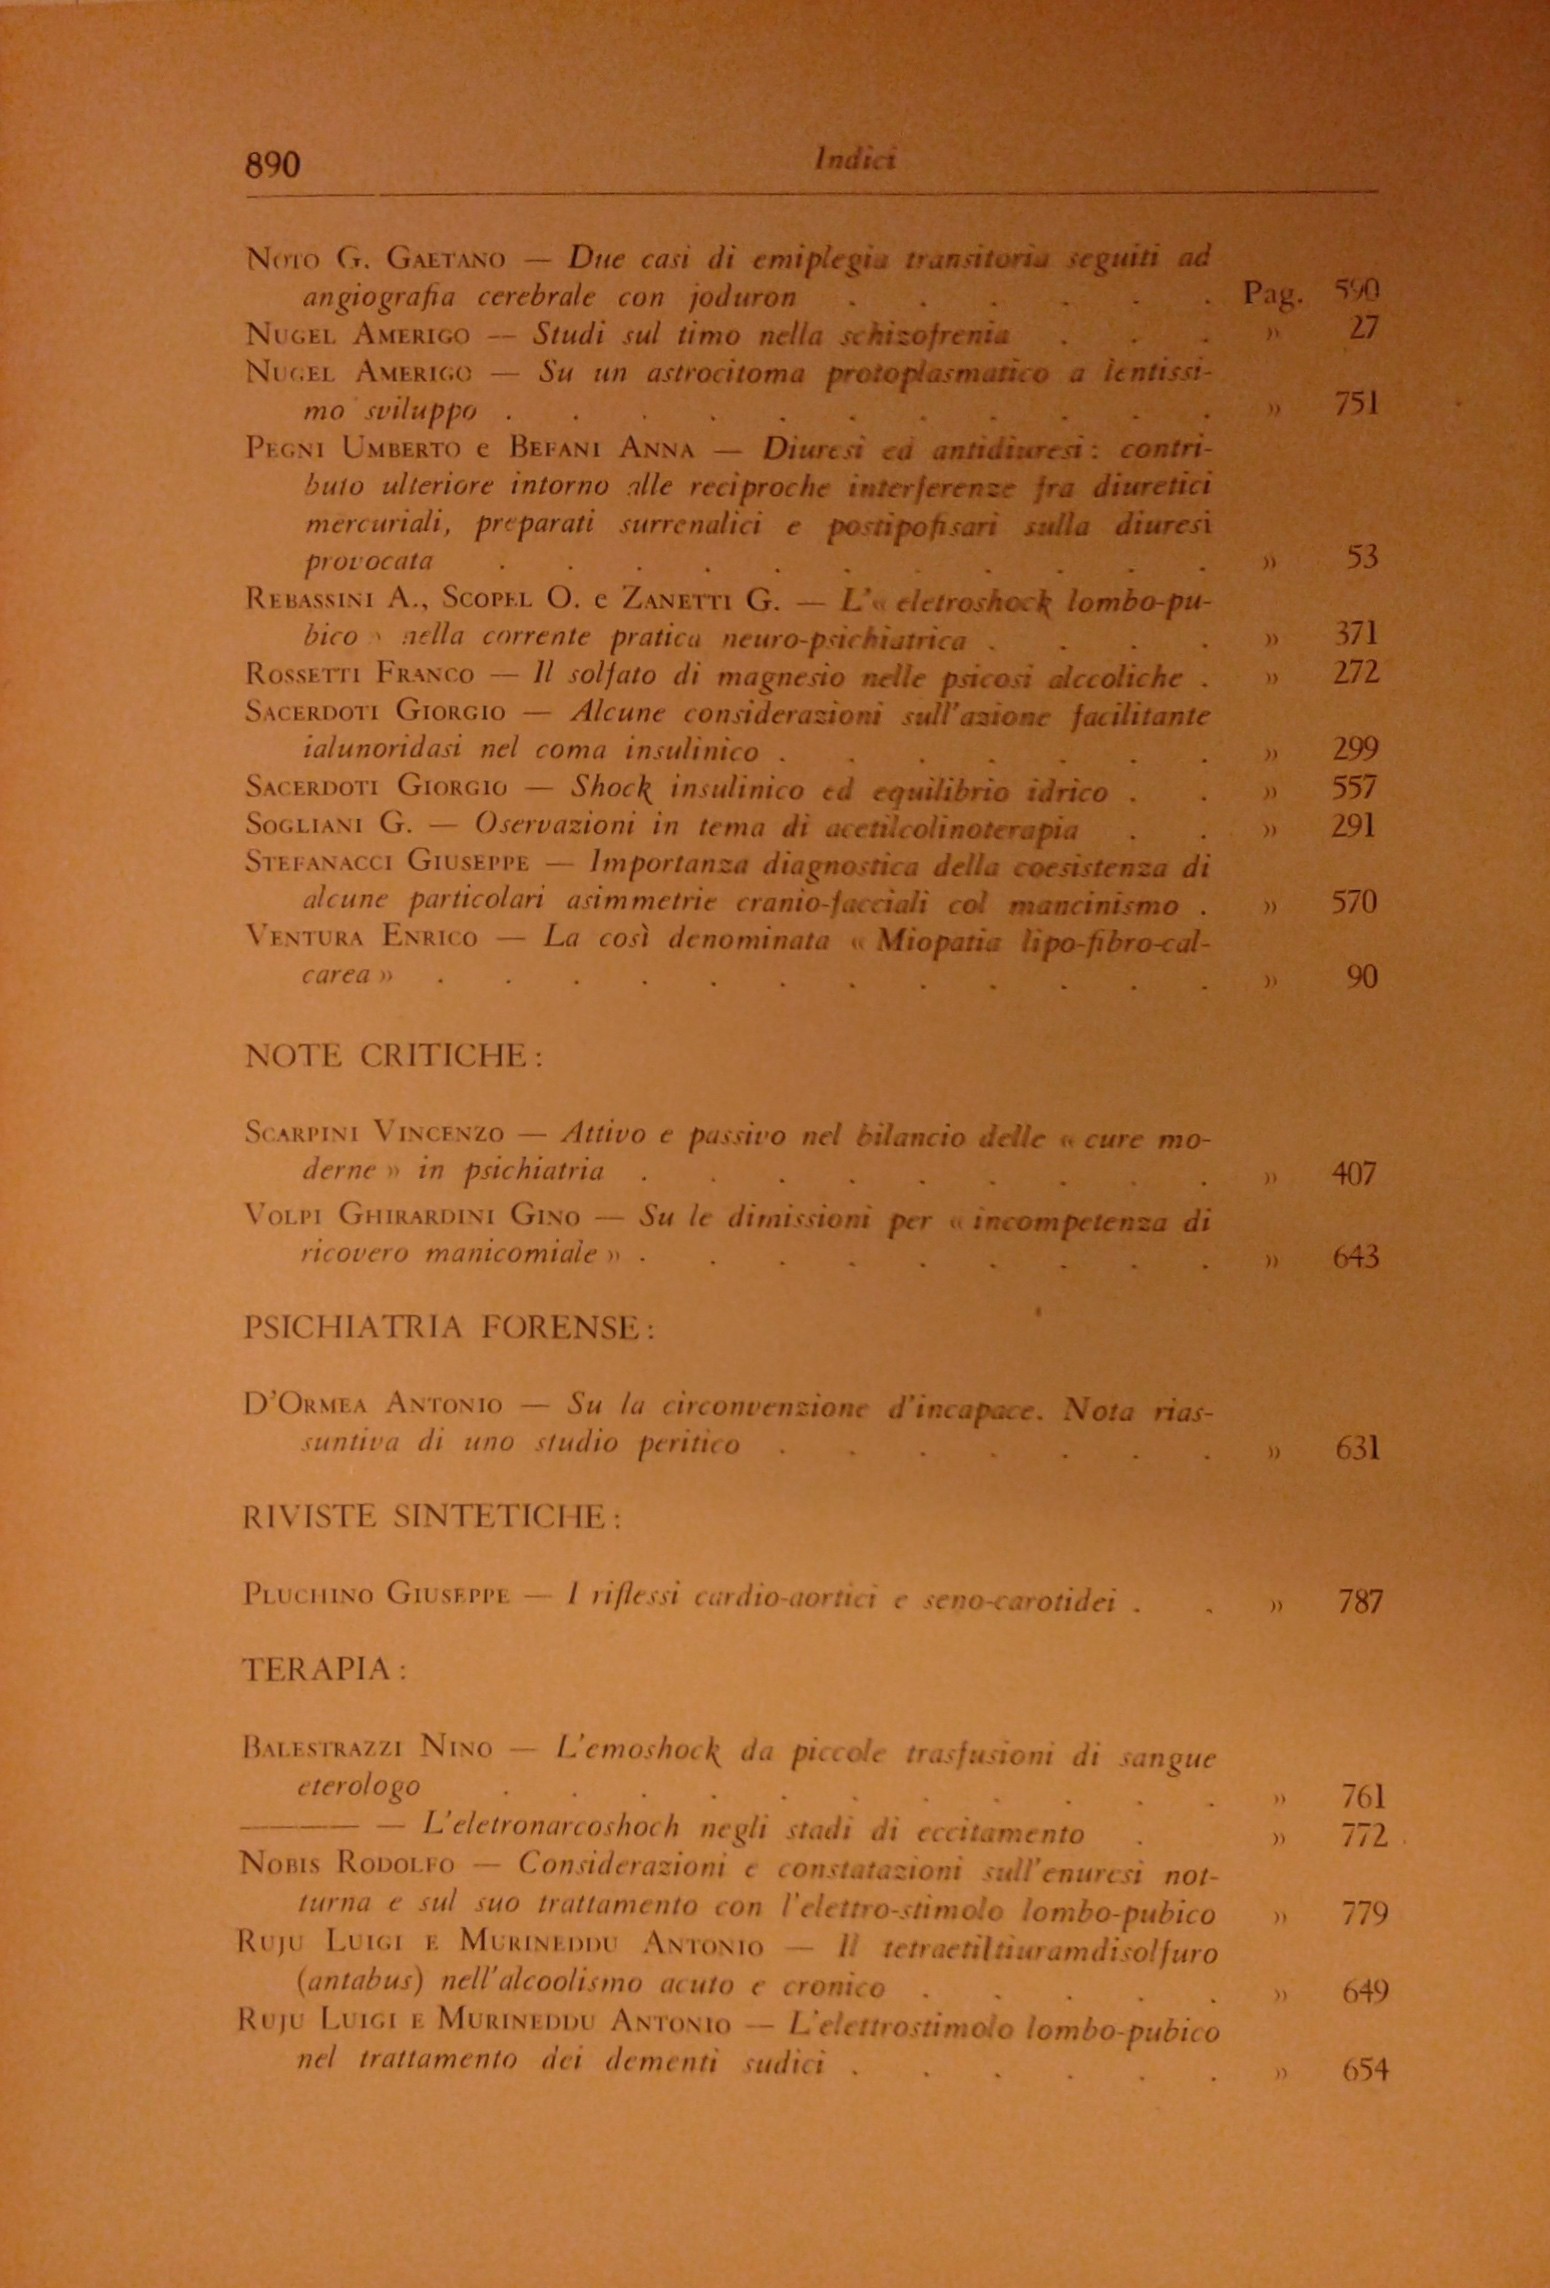 890 Indici
Noto G. Gaetano — Due casi di emiplegia transitoria seguiti ad
angiografia cerebrale con joduron . . . . . . Pag. 590
Nugel Amerigo — Studi sul timo nella schizofrenia . . . » 27
Nugel Amerigo — Su un astrocitoma protoplasmatico a lentissi-
mo sviluppo . . . . . . . . . . . » 751
Pegni Umberto e Befani Anna — Diuresi ed antidiuresi: contri-
buto ulteriore intorno alle reciproche interferenze fra diuretici
mercuriali, preparati surrenalici e postipofisari sulla diuresi
provocata . . . . . . . . . . . » 53
Rebassini A., Scopel O. e Zanetti G. — L'« eletroshock lombo-pu-
bico » nella corrente pratica neuro-psichiatrica . . . . » 371
Rossetti Franco — Il solfato di magnesio nelle psicosi alccoliche . » 272
Sacerdoti Giorgio — Alcune considerazioni sull'azione facilitante
ialunoridasi nel coma insulinico . . . . . . . » 299
Sacerdoti Giorgio — Shock insulinico ed equilibrio idrico . . » 557
Sogliani G. — Oservazioni in tema di acetilcolinoterapia . . » 291
Stefanacci Giuseppe — Importanza diagnostica della coesistenza di
alcune particolari asimmetrie cranio-facciali col mancinismo . » 570
Ventura Enrico — La così denominata « Miopatia lipo-fibro-cal-
carea » . . . . . . . . . . . . » 90
NOTE CRITICHE:
Scarpini Vincenzo — Attivo e passivo nel bilancio delle « cure mo-
derne » in psichiatria . . . . . . . . . » 407
Volpi Ghirardini Gino — Su le dimissioni per « incompetenza di
ricovero manicomiale » . . . . . . . . . » 643
PSICHIATRIA FORENSE:
D'Ormea Antonio — Su la circonvenzione d'incapace. Nota rias-
suntiva di uno studio peritico . . . . . . . » 631
RIVISTE SINTETICHE:
Pluchino Giuseppe — I riflessi cardio-aortici e seno-carotidei . . » 787
TERAPIA:
Balestrazzi Nino — L'emoshock da piccole trasfusioni di sangue
eterologo . . . . . . . . . . . » 761
——— — L'eletronarcoshoch negli stadi di eccitamento . » 772
Nobis Rodolfo — Considerazioni e constatazioni sull'enuresi not-
turna e sul suo trattamento con l'elettro-stimolo lombo-pubico » 779
Ruju Luigi e Murineddu Antonio — Il tetraetiltiuramdisolfuro
(antabus) nell'alcoolismo acuto e cronico . . . . . » 649
Ruju Luigi e Murineddu Antonio — L'elettrostimolo lombo-pubico
nel trattamento dei dementi sudici . . . . . . » 654